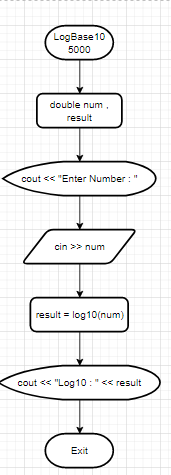 LogBase10
5000
double num ,
result
cout << "Enter Number : "
cin >> num
result = log10(num)
cout << "Log10 : " << result
Exit